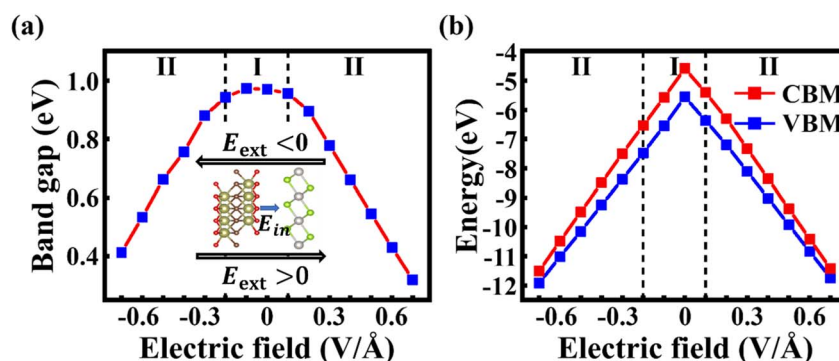 (a)
II
I
II
1.0
0.8
0.6
0.4
Band gap (eV)
E_ext <0
E_in
E_ext >0
-0.6
-0.3
0
0.3
0.6
Electric field (V/Å)
(b)
II
I
II
CBM
VBM
-4
-5
-6
-7
-8
-9
-10
-11
-12
Energy(eV)
-0.6
-0.3
0
0.3
0.6
Electric field (V/Å)